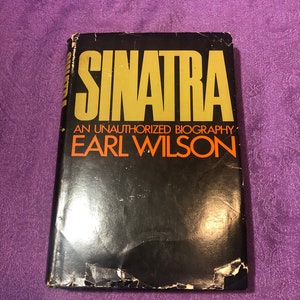 SINATRA
AN UNAUTHORIZED BIOGRAPHY
EARL WILSON